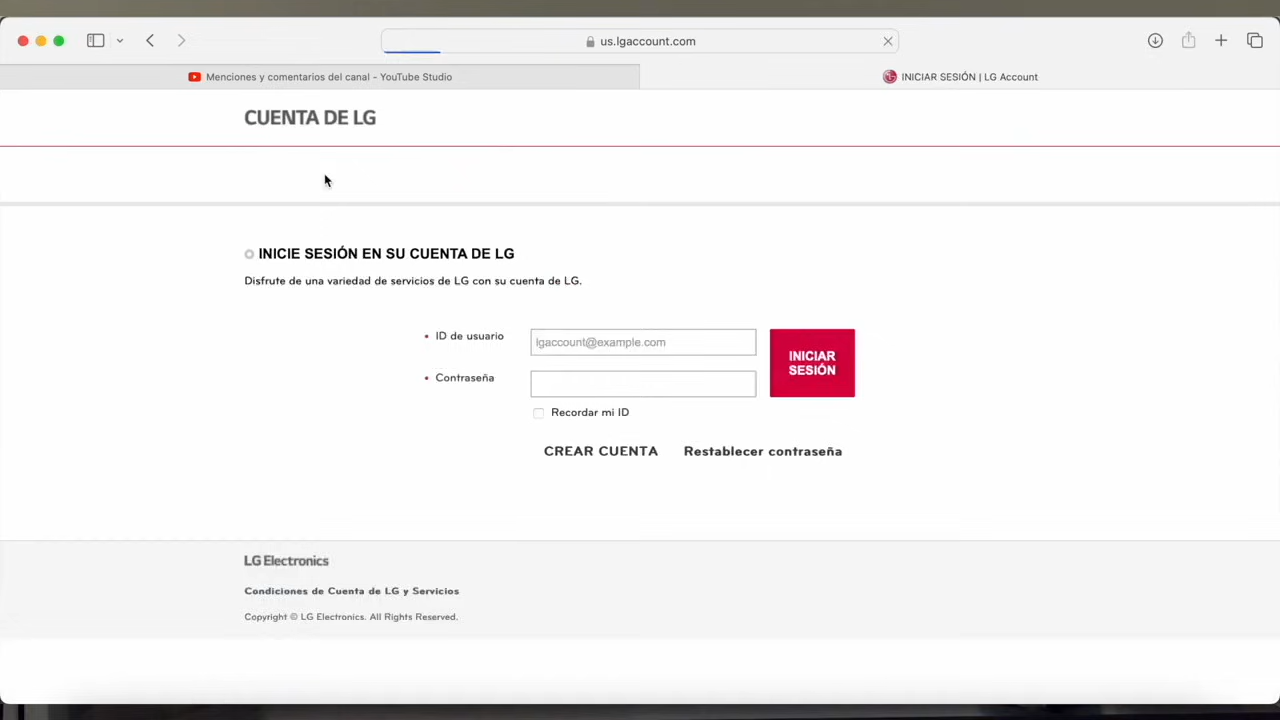 us.lgaccount.com
Menciones y comentarios del canal - YouTube Studio
INICIAR SESIÓN | LG Account
CUENTA DE LG
INICIE SESIÓN EN SU CUENTA DE LG
Disfrute de una variedad de servicios de LG con su cuenta de LG.
ID de usuario
lgaccount@example.com
Contraseña
INICIAR
SESIÓN
Recordar mi ID
CREAR CUENTA
Restablecer contraseña
LG Electronics
Condiciones de Cuenta de LG y Servicios
Copyright © LG Electronics. All Rights Reserved.